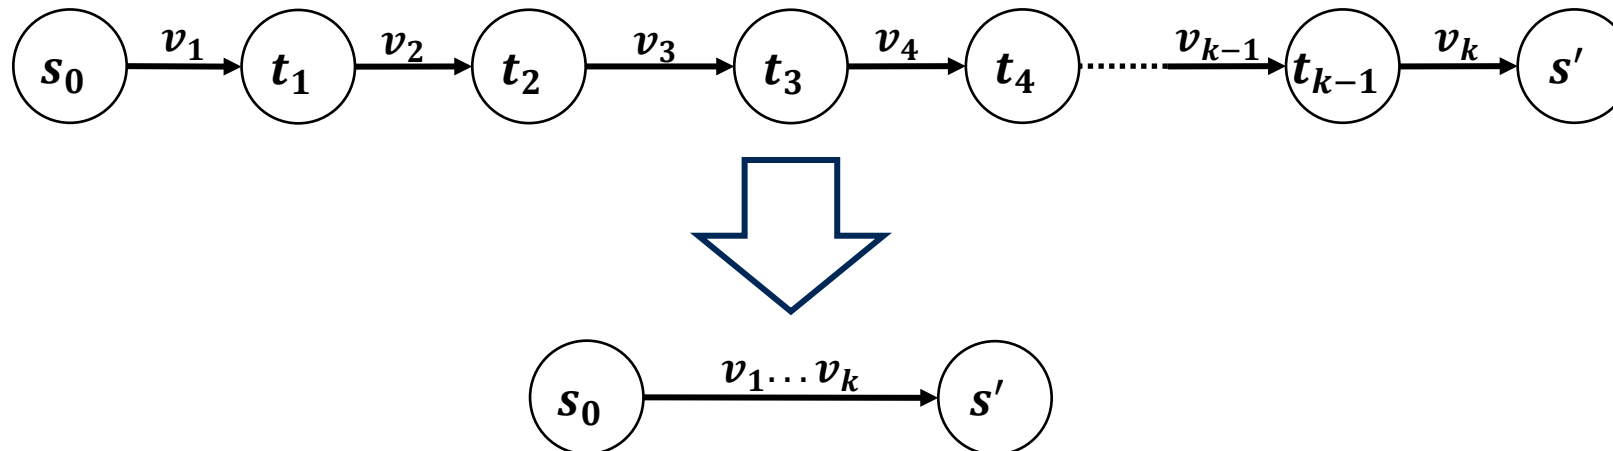 v₁ v₂ v₃ v₄ vₖ₋₁ vₖ
s₀ t₁ t₂ t₃ t₄ tₖ₋₁ s′
v₁...vₖ
s₀ s′